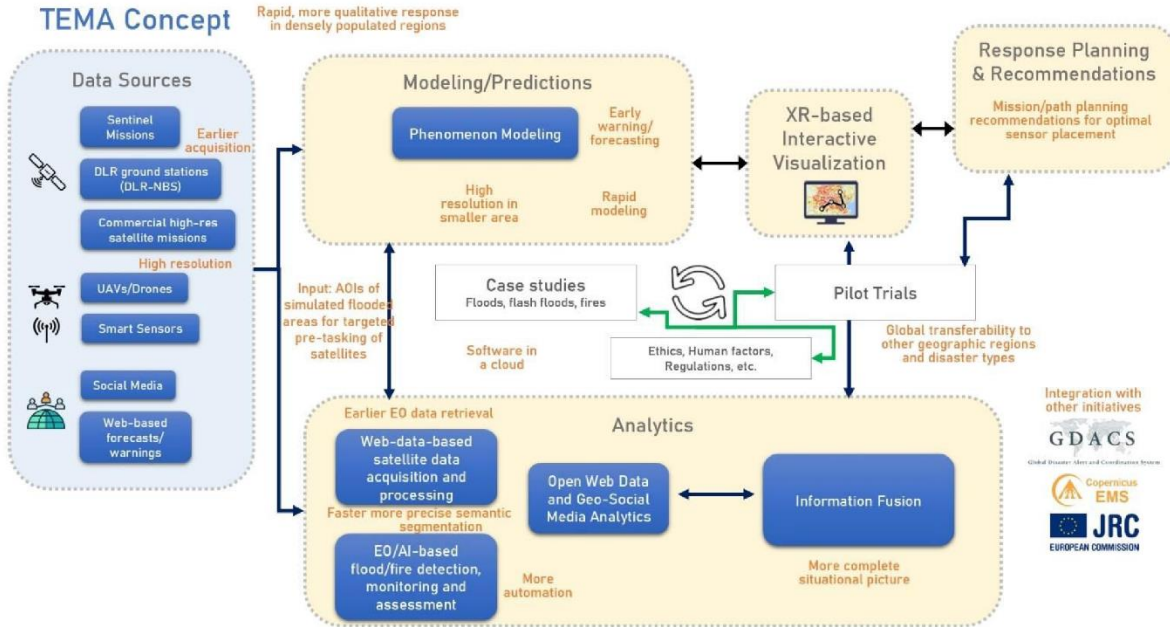 TEMA Concept
Rapid, more qualitative response
in densely populated regions
Data Sources
Sentinel
Missions
Earlier
acquisition
DLR ground stations
(DLR-NBS)
Commercial high-res
satellite missions
High resolution
UAVs/Drones
Smart Sensors
Social Media
Web-based
forecasts/
warnings
Modeling/Predictions
Phenomenon Modeling
Early
warning/
forecasting
High
resolution in
smaller area
Rapid
modeling
XR-based
Interactive
Visualization
Response Planning
& Recommendations
Mission/path planning
recommendations for optimal
sensor placement
Input: AOIs of
simulated flooded
areas for targeted
pre-tasking of
satellites
Case studies
Floods, flash floods, fires
Pilot Trials
Software in
a cloud
Ethics, Human factors,
Regulations, etc.
Global transferability to
other geographic regions
and disaster types
Earlier EO data retrieval
Analytics
Web-data-based
satellite data
acquisition and
processing
Faster more precise semantic
segmentation
EO/AI-based
flood/fire detection,
monitoring and
assessment
More
automation
Open Web Data
and Geo-Social
Media Analytics
Information Fusion
More complete
situational picture
Integration with
other initiatives
GDACS
Global Disaster Alert and Coordination System
Copernicus
EMS
JRC
EUROPEAN COMMISSION